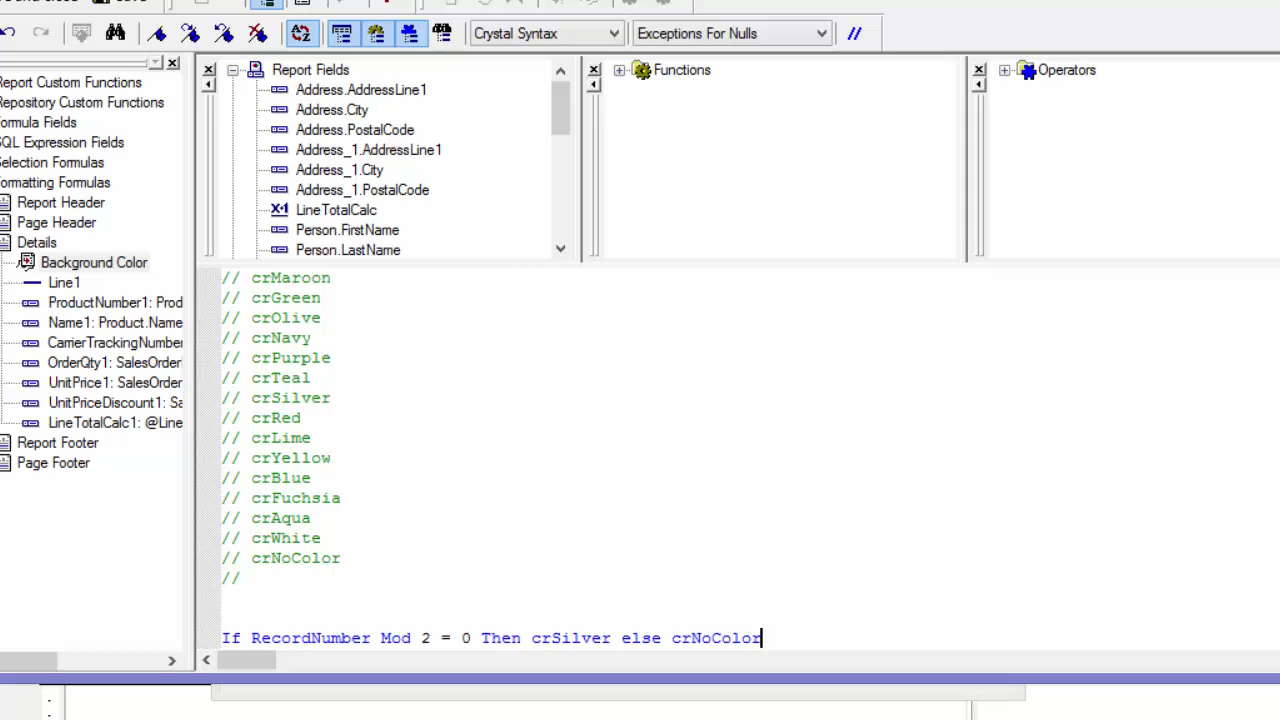 Crystal Syntax
Exceptions For Nulls
//
Report Custom Functions
Repository Custom Functions
Formula Fields
SQL Expression Fields
Selection Formulas
Formatting Formulas
Report Header
Page Header
Details
Background Color
Line1
ProductNumber1: Prod
Name1: Product.Name
CarrierTrackingNumber
OrderQty1: SalesOrder
UnitPrice1: SalesOrder
UnitPriceDiscount1: Sa
LineTotalCalc1: @Line
Report Footer
Page Footer
Report Fields
Address.AddressLine1
Address.City
Address.PostalCode
Address_1.AddressLine1
Address_1.City
Address_1.PostalCode
LineTotalCalc
Person.FirstName
Person.LastName
Functions
Operators
// crMaroon
// crGreen
// crOlive
// crNavy
// crPurple
// crTeal
// crSilver
// crRed
// crLime
// crYellow
// crBlue
// crFuchsia
// crAqua
// crWhite
// crNoColor
//
If RecordNumber Mod 2 = 0 Then crSilver else crNoColor